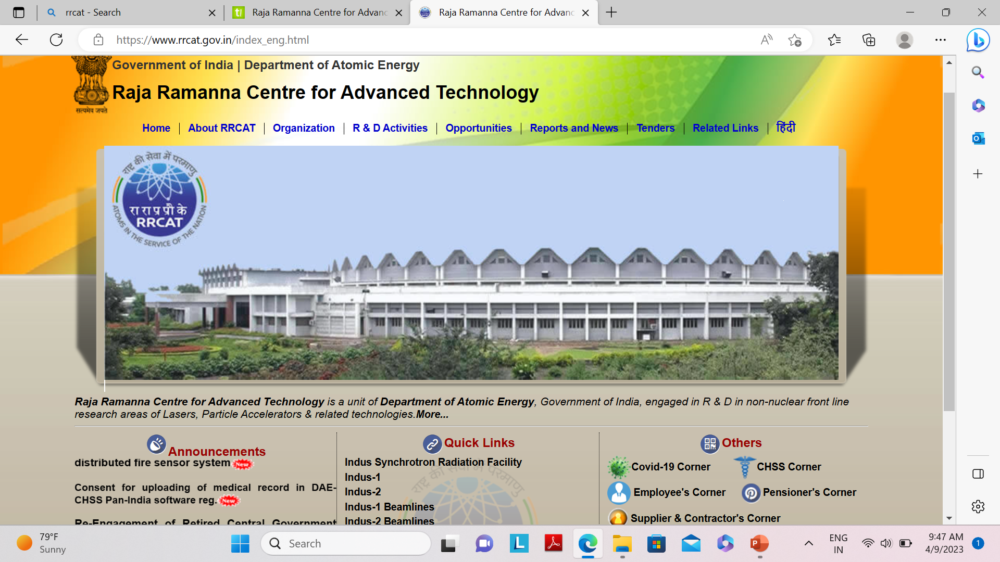 rrcat - Search
Raja Ramanna Centre for Advanc
Raja Ramanna Centre for Advanc
https://www.rrcat.gov.in/index_eng.html
Government of India | Department of Atomic Energy
Raja Ramanna Centre for Advanced Technology
सत्यमेव जयते
Home | About RRCAT | Organization | R & D Activities | Opportunities | Reports and News | Tenders | Related Links | हिंदी
राष्ट्र की सेवा में परमाणु
रा रा प्र प्रौ के
RRCAT
ATOMS IN THE SERVICE OF THE NATION
Raja Ramanna Centre for Advanced Technology is a unit of Department of Atomic Energy, Government of India, engaged in R & D in non-nuclear front line
research areas of Lasers, Particle Accelerators & related technologies.More...
Announcements
distributed fire sensor system New
Consent for uploading of medical record in DAE-
CHSS Pan-India software reg. New
Re-Engagement of Retired Central Government
Quick Links
Indus Synchrotron Radiation Facility
Indus-1
Indus-2
Indus-1 Beamlines
Indus-2 Beamlines
राष्ट्र की सेवा में परमाणु
Others
Covid-19 Corner
CHSS Corner
Employee's Corner
Pensioner's Corner
Supplier & Contractor's Corner
79°F
Sunny
Search
ENG
IN
9:47 AM
4/9/2023
1